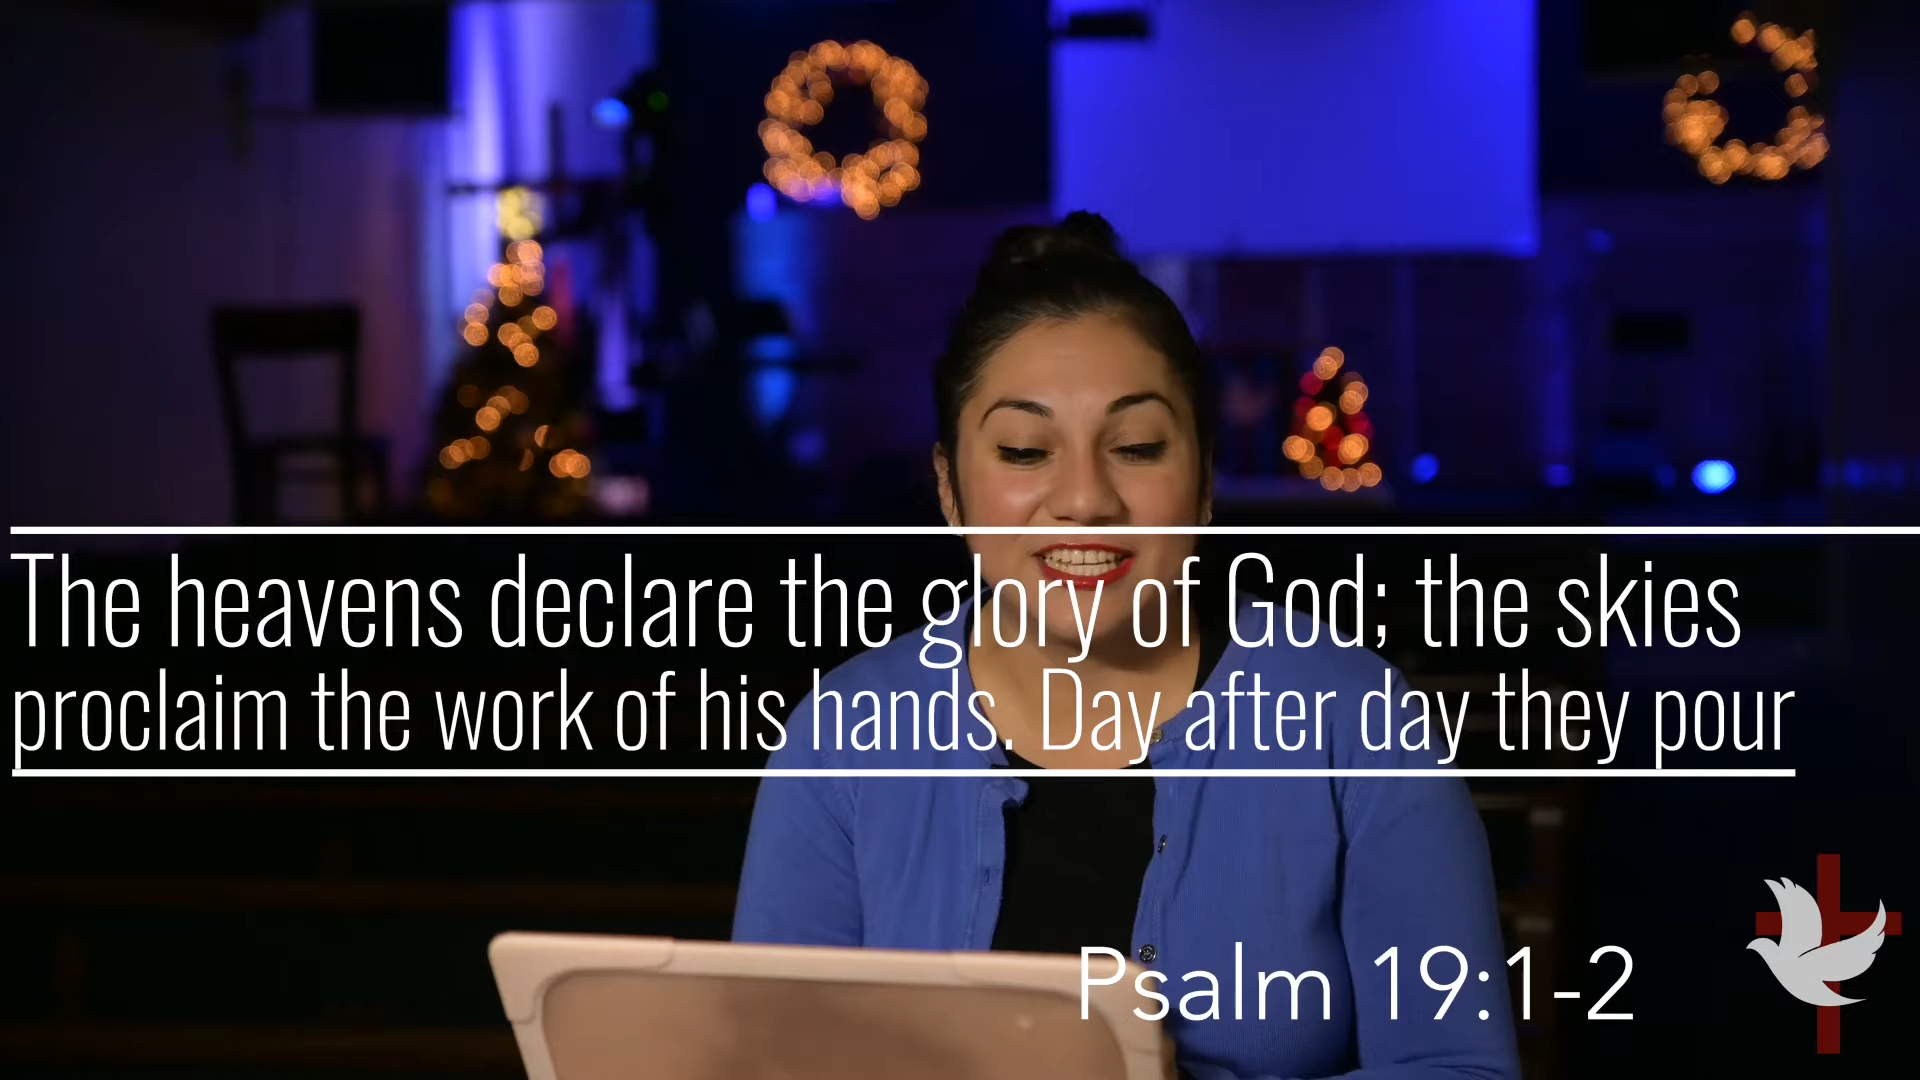 The heavens declare the glory of God; the skies
proclaim the work of his hands. Day after day they pour
Psalm 19:1-2